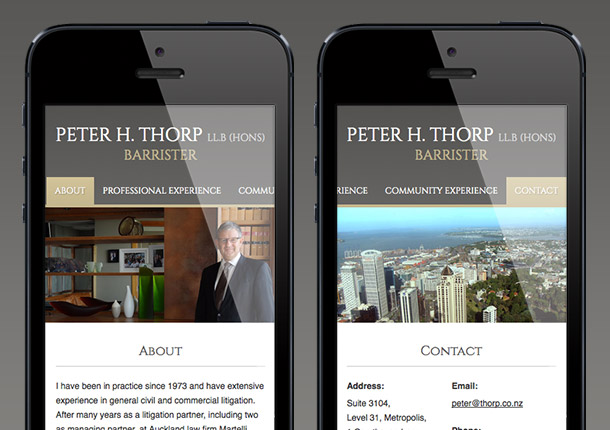 PETER H. THORP LL.B (HONS)
BARRISTER
ABOUT PROFESSIONAL EXPERIENCE COMMU
ABOUT
I have been in practice since 1973 and have extensive
experience in general civil and commercial litigation.
After many years as a litigation partner, including two
as managing partner, at Auckland law firm Martelli
PETER H. THORP LL.B (HONS)
BARRISTER
RIENCE COMMUNITY EXPERIENCE CONTACT
CONTACT
Address:
Suite 3104,
Level 31, Metropolis,
Email:
peter@thorp.co.nz
Phone: